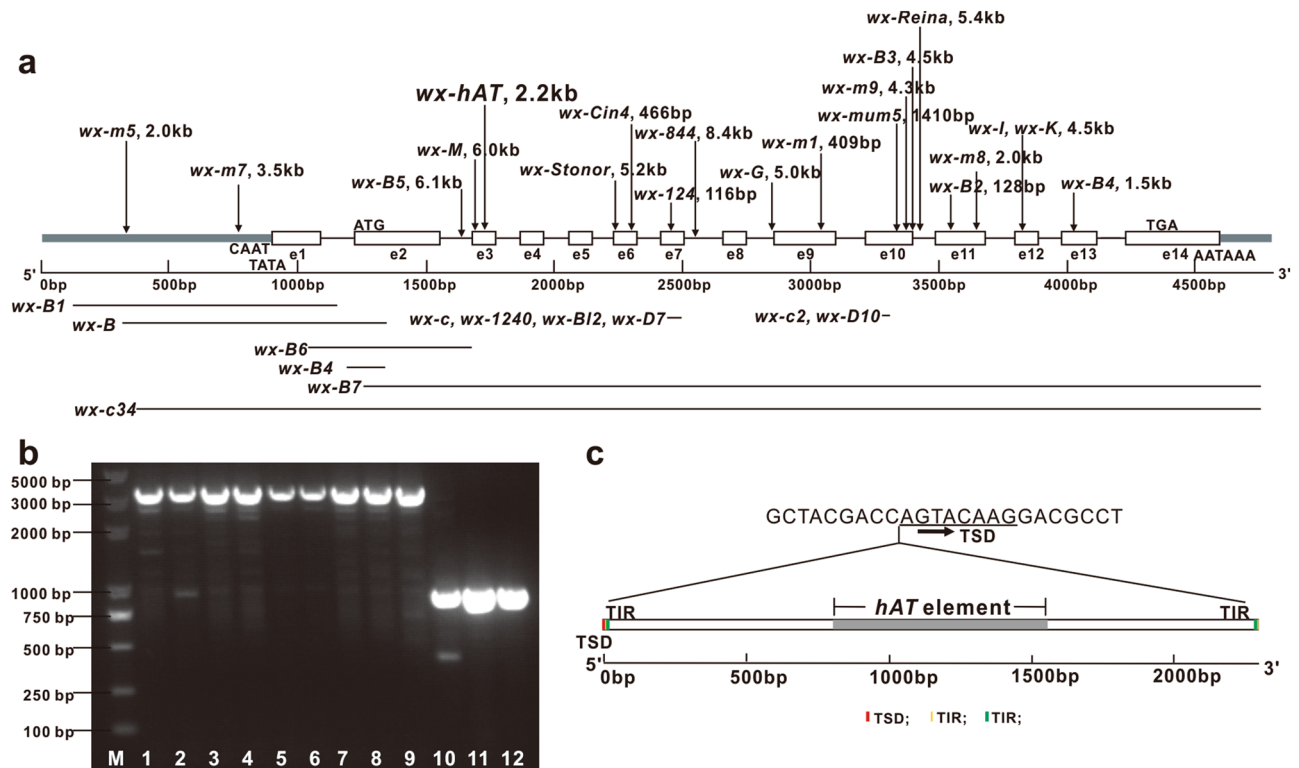 a
wx-Reina, 5.4kb
wx-B3, 4.5kb
wx-hAT, 2.2kb
wx-m9, 4.3kb
wx-Cin4, 466bp
wx-mum5, 1410bp
wx-m5, 2.0kb
wx-844, 8.4kb
wx-I, wx-K, 4.5kb
wx-M, 6.0kb
wx-m1, 409bp
wx-m8, 2.0kb
wx-m7, 3.5kb
wx-Stonor, 5.2kb
wx-G, 5.0kb
wx-B5, 6.1kb
wx-124, 116bp
wx-B2, 128bp
wx-B4, 1.5kb
ATG
TGA
CAAT
e1 e2 e3 e4 e5 e6 e7 e8 e9 e10 e11 e12 e13 e14 AATAAA
TATA
5' 3'
0bp 500bp 1000bp 1500bp 2000bp 2500bp 3000bp 3500bp 4000bp 4500bp
wx-B1
wx-B
wx-c, wx-1240, wx-Bl2, wx-D7
wx-c2, wx-D10
wx-B6
wx-B4
wx-B7
wx-c34
b
5000 bp
3000 bp
2000 bp
1000 bp
750 bp
500 bp
250 bp
100 bp
M 1 2 3 4 5 6 7 8 9 10 11 12
c
GCTACGACCAGTACAAGGACGCCT
TSD
hAT element
TIR TIR
TSD
5' 3'
0bp 500bp 1000bp 1500bp 2000bp
TSD; TIR; TIR;